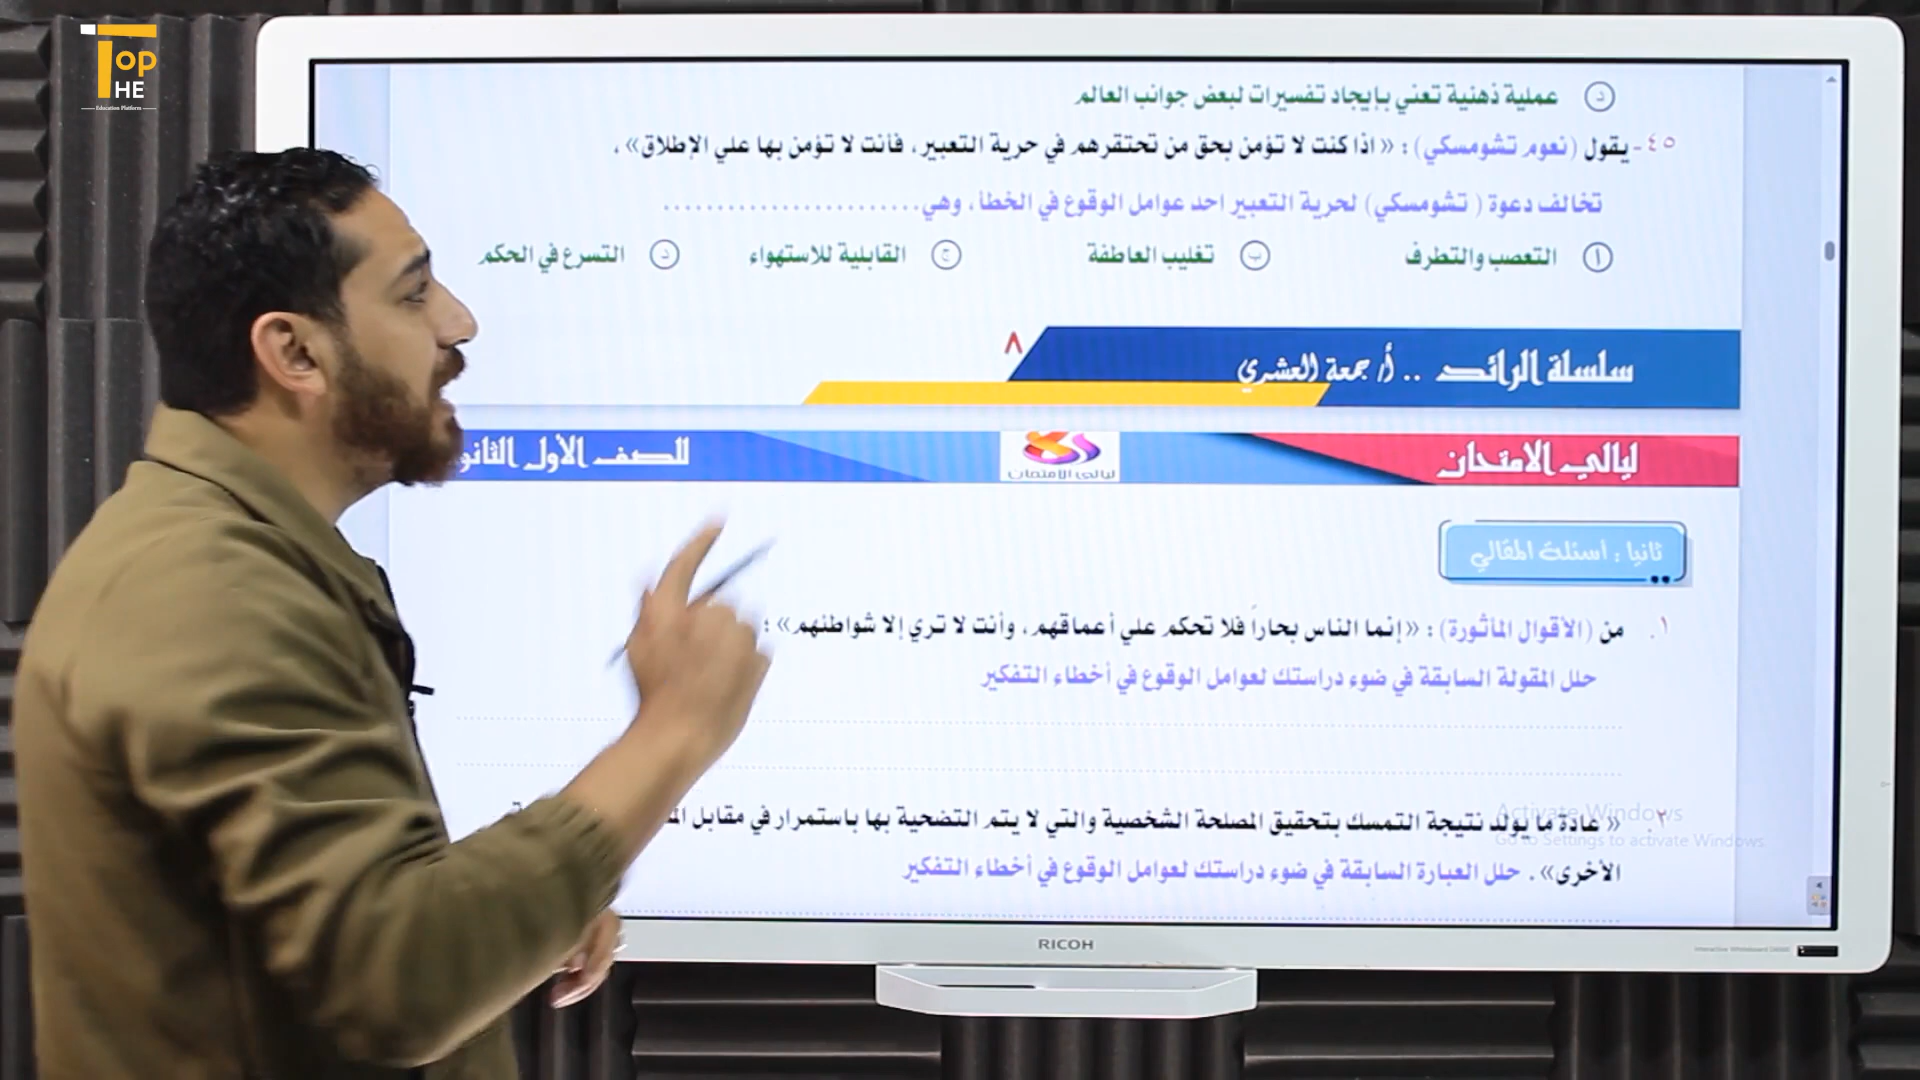 TOP
THE
Education Platform
د عملية ذهنية تعني بإيجاد تفسيرات لبعض جوانب العالم
٤٥- يقول (نعوم تشومسكي) : « اذا كنت لا تؤمن بحق من تحتقرهم في حرية التعبير، فأنت لا تؤمن بها علي الإطلاق» ،
تخالف دعوة ( تشومسكي) لحرية التعبير احد عوامل الوقوع في الخطأ، وهي........................
ا التعصب والتطرف ب تغليب العاطفة ج القابلية للاستهواء د التسرع في الحكم
٨
سلسلة الرائد .. أ/ جمعة العشري
ليالي الامتحان ليالي الامتحان للصف الأول الثانو
ثانيا : أسئلة المقالي
١. من (الأقوال المأثورة) : «إنما الناس بحاراً فلا تحكم علي أعماقهم، وأنت لا تري إلا شواطئهم» :
حلل المقولة السابقة في ضوء دراستك لعوامل الوقوع في أخطاء التفكير
٢. « عادة ما يولد نتيجة التمسك بتحقيق المصلحة الشخصية والتي لا يتم التضحية بها باستمرار في مقابل
الأخرى» . حلل العبارة السابقة في ضوء دراستك لعوامل الوقوع في أخطاء التفكير
Activate Windows
Go to Settings to activate Windows.
RICOH